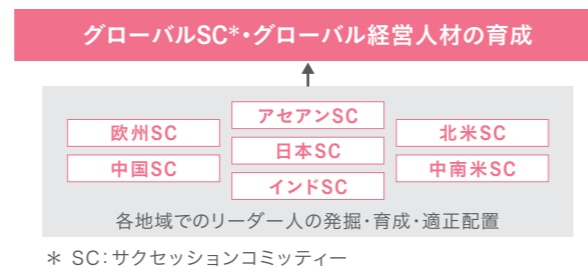 グローバルSC*・グローバル経営人材の育成
欧州SC
中国SC
アセアンSC
日本SC
インドSC
北米SC
中南米SC
各地域でのリーダー人の発掘・育成・適正配置
* SC：サクセッションコミッティー